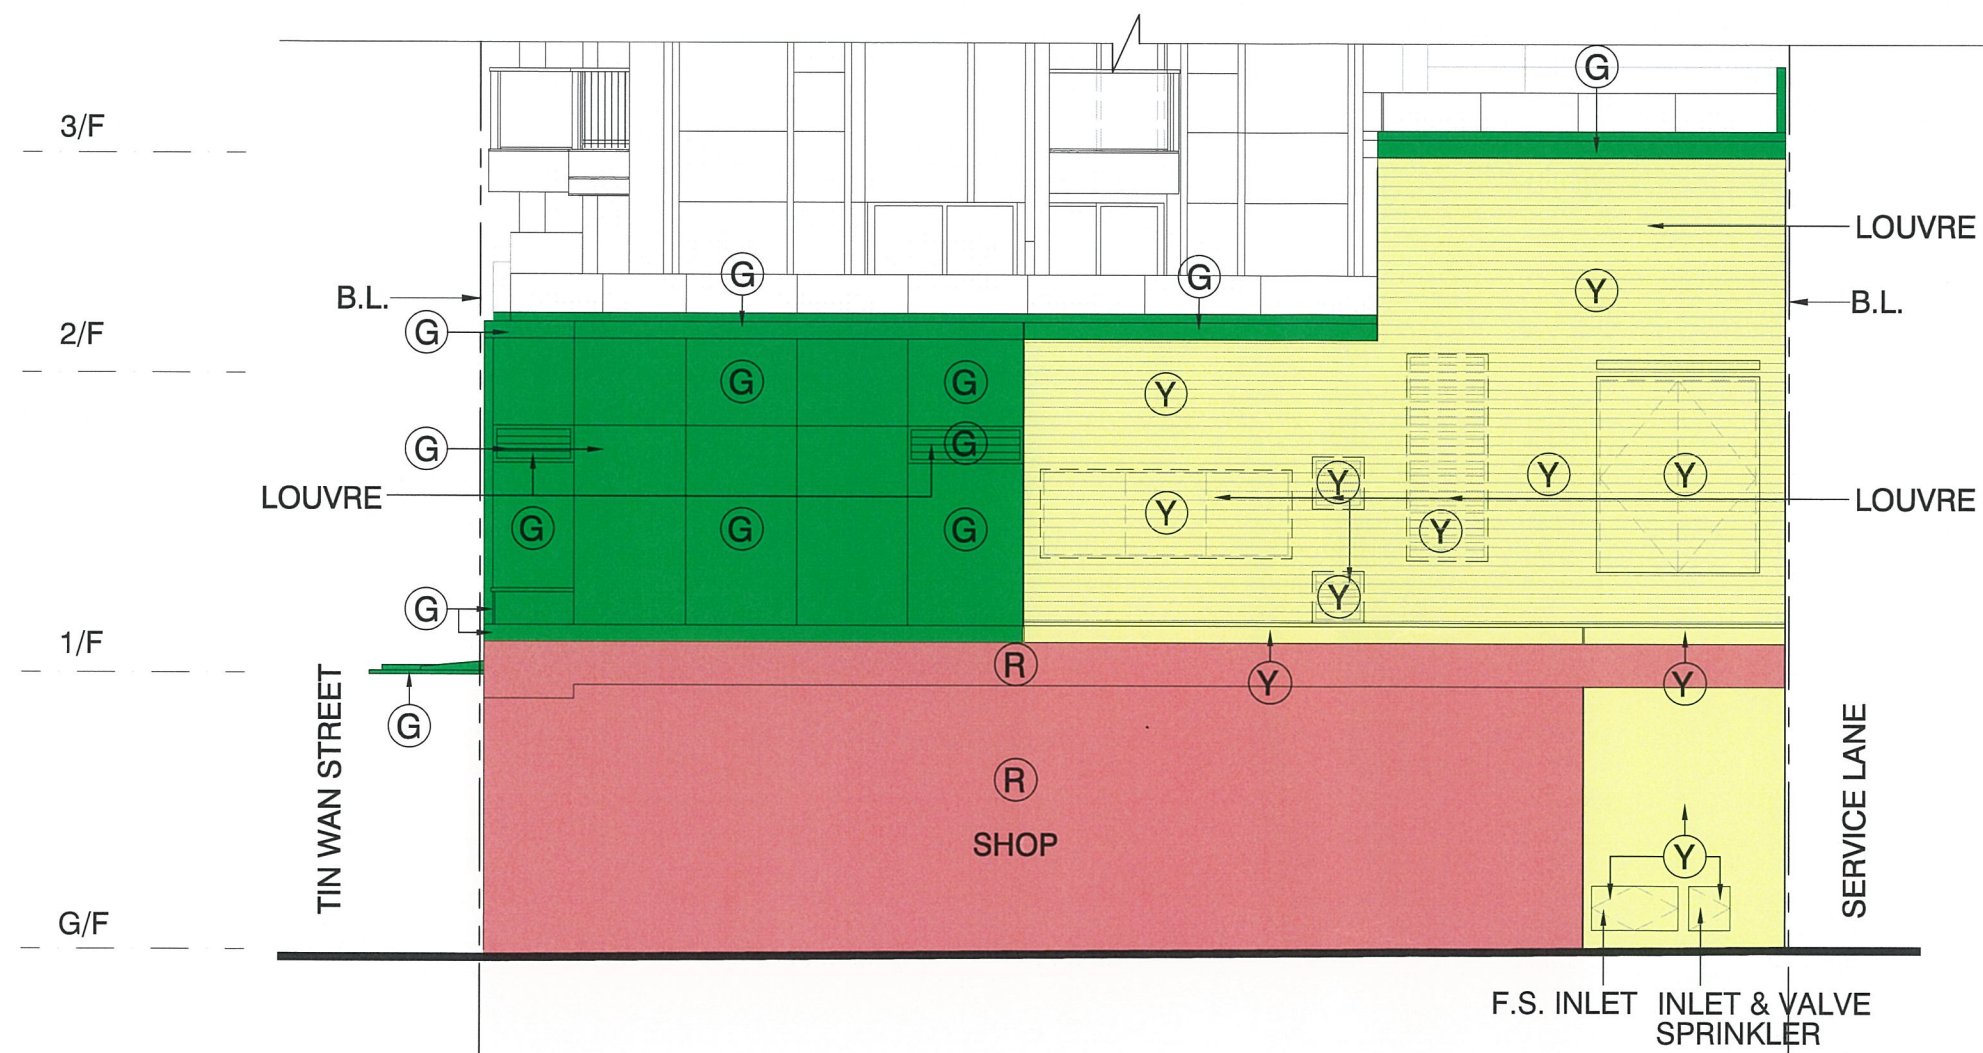 G
3/F
LOUVRE
G
G
Y
B.L.
B.L.
G
2/F
G
G
Y
G
G
Y
Y
Y
Y
LOUVRE
LOUVRE
G
G
G
Y
Y
Y
G
1/F
R
Y
Y
G
TIN WAN STREET
R
SHOP
Y
SERVICE LANE
G/F
F.S. INLET
INLET & VALVE
SPRINKLER